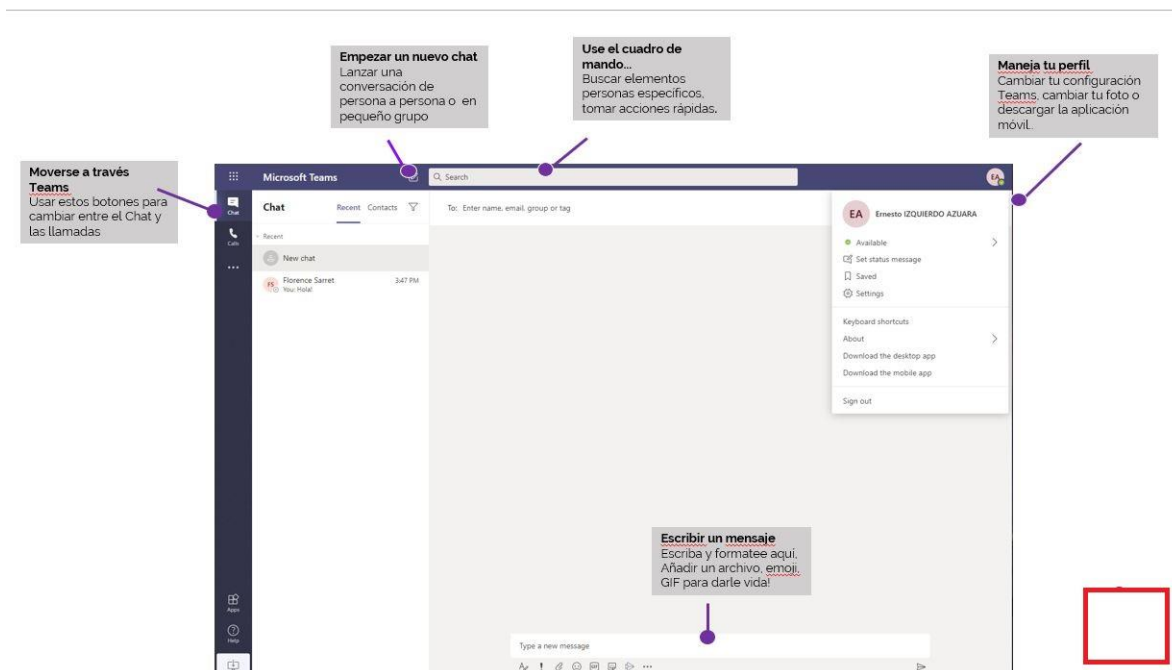 Empezar un nuevo chat
Lanzar una
conversación de
persona a persona o en
pequeño grupo
Use el cuadro de
mando...
Buscar elementos
personas específicos,
tomar acciones rápidas.
Maneja tu perfil
Cambiar tu configuración
Teams, cambiar tu foto o
descargar la aplicación
móvil..
Moverse a través
Teams
Usar estos botones para
cambiar entre el Chat y
las llamadas
Microsoft Teams
Search
EA
Chat
Calls
Chat
Recent Contacts
To: Enter name, email, group or tag
Recent
New chat
FS
Florence Sarret 3:47 PM
You: Hola!
EA Ernesto IZQUIERDO AZUARA
Available
Set status message
Saved
Settings
Keyboard shortcuts
About
Download the desktop app
Download the mobile app
Sign out
Escribir un mensaje
Escriba y formatee aquí,
Añadir un archivo, emoji,
GIF para darle vida!
Apps
Help
Type a new message
GIF